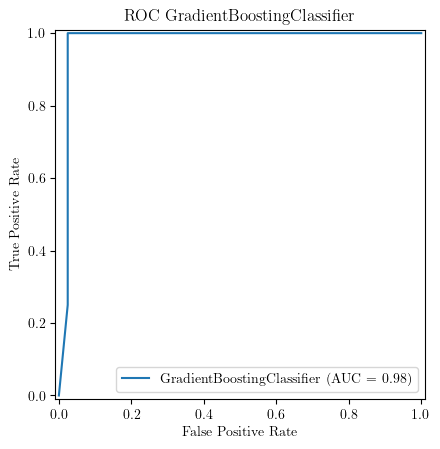 ROC GradientBoostingClassifier
1.0
0.8
0.6
0.4
0.2
0.0
True Positive Rate
GradientBoostingClassifier (AUC = 0.98)
0.0 0.2 0.4 0.6 0.8 1.0
False Positive Rate